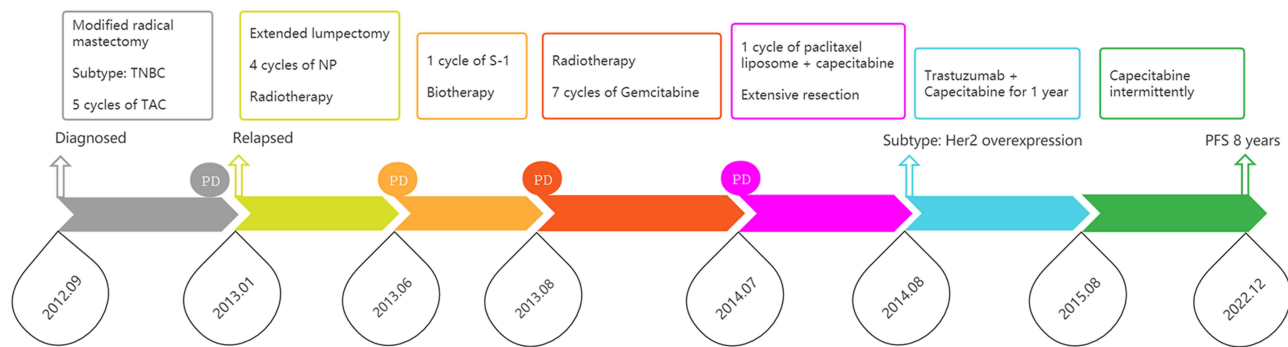 Modified radical
mastectomy
Subtype: TNBC
5 cycles of TAC
Extended lumpectomy
4 cycles of NP
Radiotherapy
1 cycle of S-1
Biotherapy
Radiotherapy
7 cycles of Gemcitabine
1 cycle of paclitaxel
liposome + capecitabine
Extensive resection
Trastuzumab +
Capecitabine for 1 year
Capecitabine
intermittently
Diagnosed
Relapsed
Subtype: Her2 overexpression
PFS 8 years
PD
PD
PD
PD
2012.09
2013.01
2013.06
2013.08
2014.07
2014.08
2015.08
2022.12